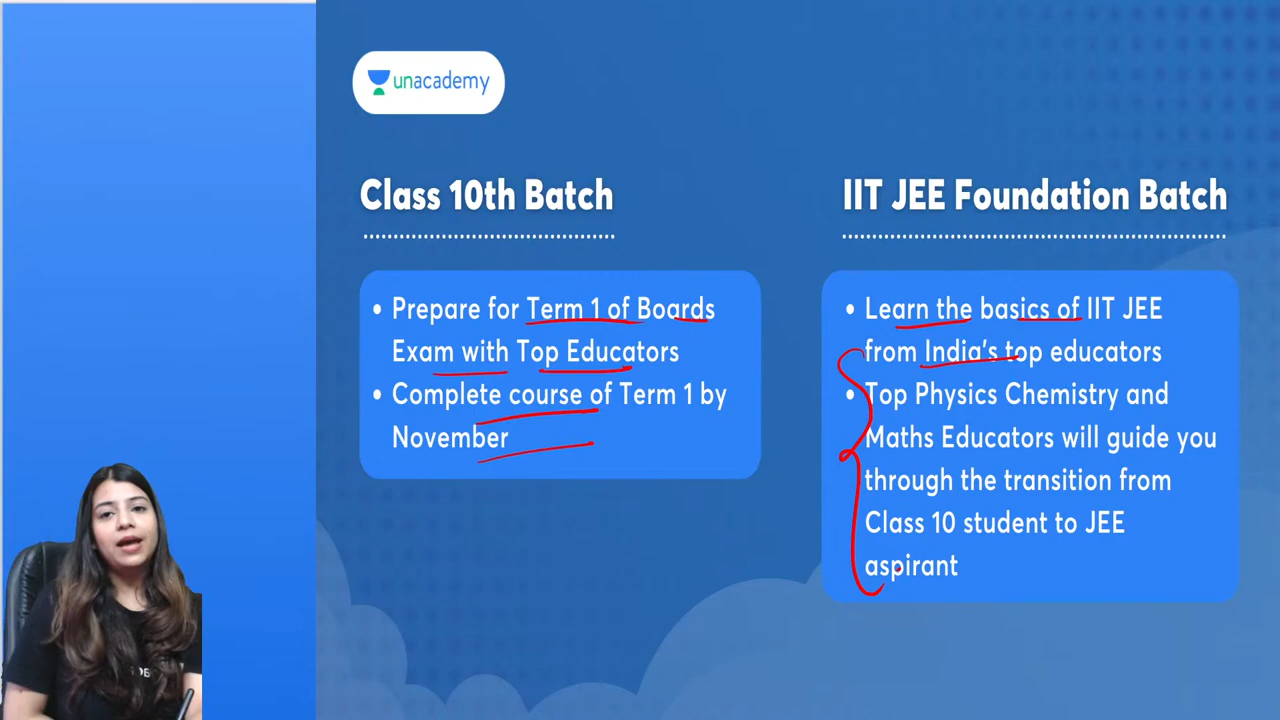 unacademy
Class 10th Batch
• Prepare for Term 1 of Boards
Exam with Top Educators
• Complete course of Term 1 by
November
IIT JEE Foundation Batch
• Learn the basics of IIT JEE
from India's top educators
• Top Physics Chemistry and
Maths Educators will guide you
through the transition from
Class 10 student to JEE
aspirant